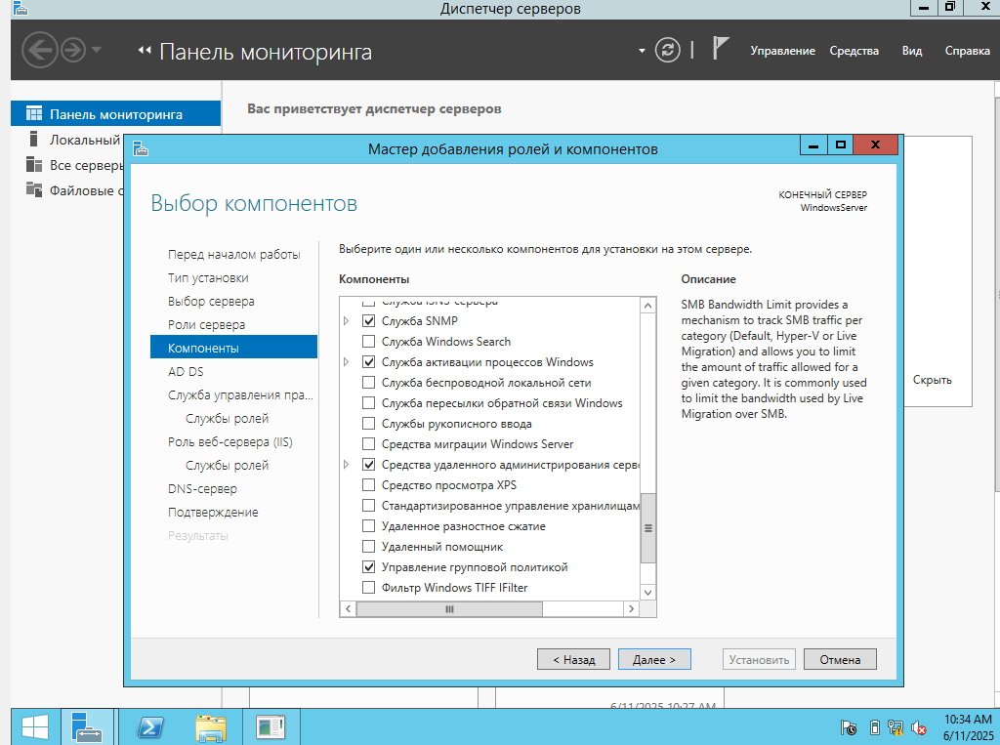 Диспетчер серверов
Панель мониторинга
Управление Средства Вид Справка
Панель мониторинга
Локальный
Все серверы
Файловые
Вас приветствует диспетчер серверов
Скрыть
Мастер добавления ролей и компонентов
Выбор компонентов
КОНЕЧНЫЙ СЕРВЕР
WindowsServer
Перед началом работы
Тип установки
Выбор сервера
Роли сервера
Компоненты
AD DS
Служба управления пра...
Службы ролей
Роль веб-сервера (IIS)
Службы ролей
DNS-сервер
Подтверждение
Результаты
Выберите один или несколько компонентов для установки на этом сервере.
Компоненты
Служба iSNS-сервера
Служба SNMP
Служба Windows Search
Служба активации процессов Windows
Служба беспроводной локальной сети
Служба пересылки обратной связи Windows
Службы рукописного ввода
Средства миграции Windows Server
Средства удаленного администрирования серве
Средство просмотра XPS
Стандартизированное управление хранилищам
Удаленное разностное сжатие
Удаленный помощник
Управление групповой политикой
Фильтр Windows TIFF IFilter
Описание
SMB Bandwidth Limit provides a
mechanism to track SMB traffic per
category (Default, Hyper-V or Live
Migration) and allows you to limit
the amount of traffic allowed for a
given category. It is commonly used
to limit the bandwidth used by Live
Migration over SMB.
< Назад Далее > Установить Отмена
6/11/2025 10:27 AM
10:34 AM
6/11/2025